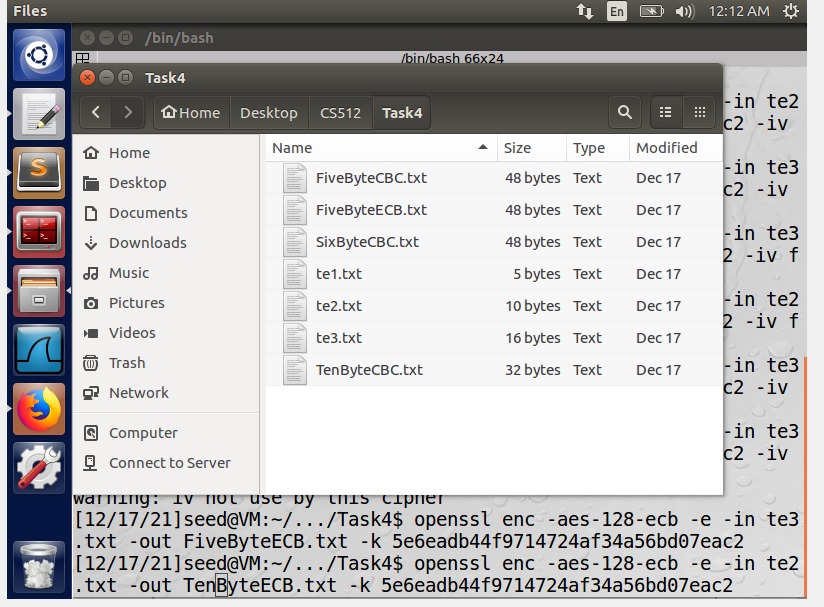 Files
En
12:12 AM
/bin/bash
/bin/bash 66x24
Task4
Home Desktop CS512 Task4
Home
Desktop
Documents
Downloads
Music
Pictures
Videos
Trash
Network
Computer
Connect to Server
Name Size Type Modified
FiveByteCBC.txt 48 bytes Text Dec 17
FiveByteECB.txt 48 bytes Text Dec 17
SixByteCBC.txt 48 bytes Text Dec 17
te1.txt 5 bytes Text Dec 17
te2.txt 10 bytes Text Dec 17
te3.txt 16 bytes Text Dec 17
TenByteCBC.txt 32 bytes Text Dec 17
-in te2
c2 -iv
-in te3
c2 -iv
-in te3
2 -iv f
-in te2
2 -iv f
-in te3
c2 -iv
-in te3
c2 -iv
warning: iv not use by this cipher
[12/17/21]seed@VM:~/.../Task4$ openssl enc -aes-128-ecb -e -in te3
.txt -out FiveByteECB.txt -k 5e6eadb44f9714724af34a56bd07eac2
[12/17/21]seed@VM:~/.../Task4$ openssl enc -aes-128-ecb -e -in te2
.txt -out TenByteECB.txt -k 5e6eadb44f9714724af34a56bd07eac2